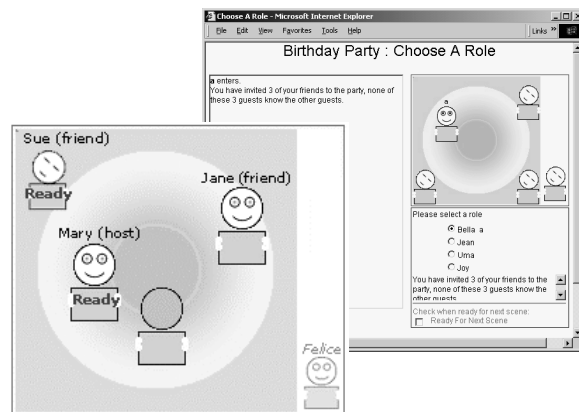 Choose A Role - Microsoft Internet Explorer
File Edit View Favorites Tools Help
Links »
Birthday Party : Choose A Role
a enters.
You have invited 3 of your friends to the party, none of
these 3 guests know the other guests.
a
Please select a role
Bella a
Jean
Uma
Joy
You have invited 3 of your friends to the
party, none of these 3 guests know the
other guests
Check when ready for next scene:
Ready For Next Scene
Sue (friend)
Ready
Jane (friend)
Mary (host)
Ready
Felice